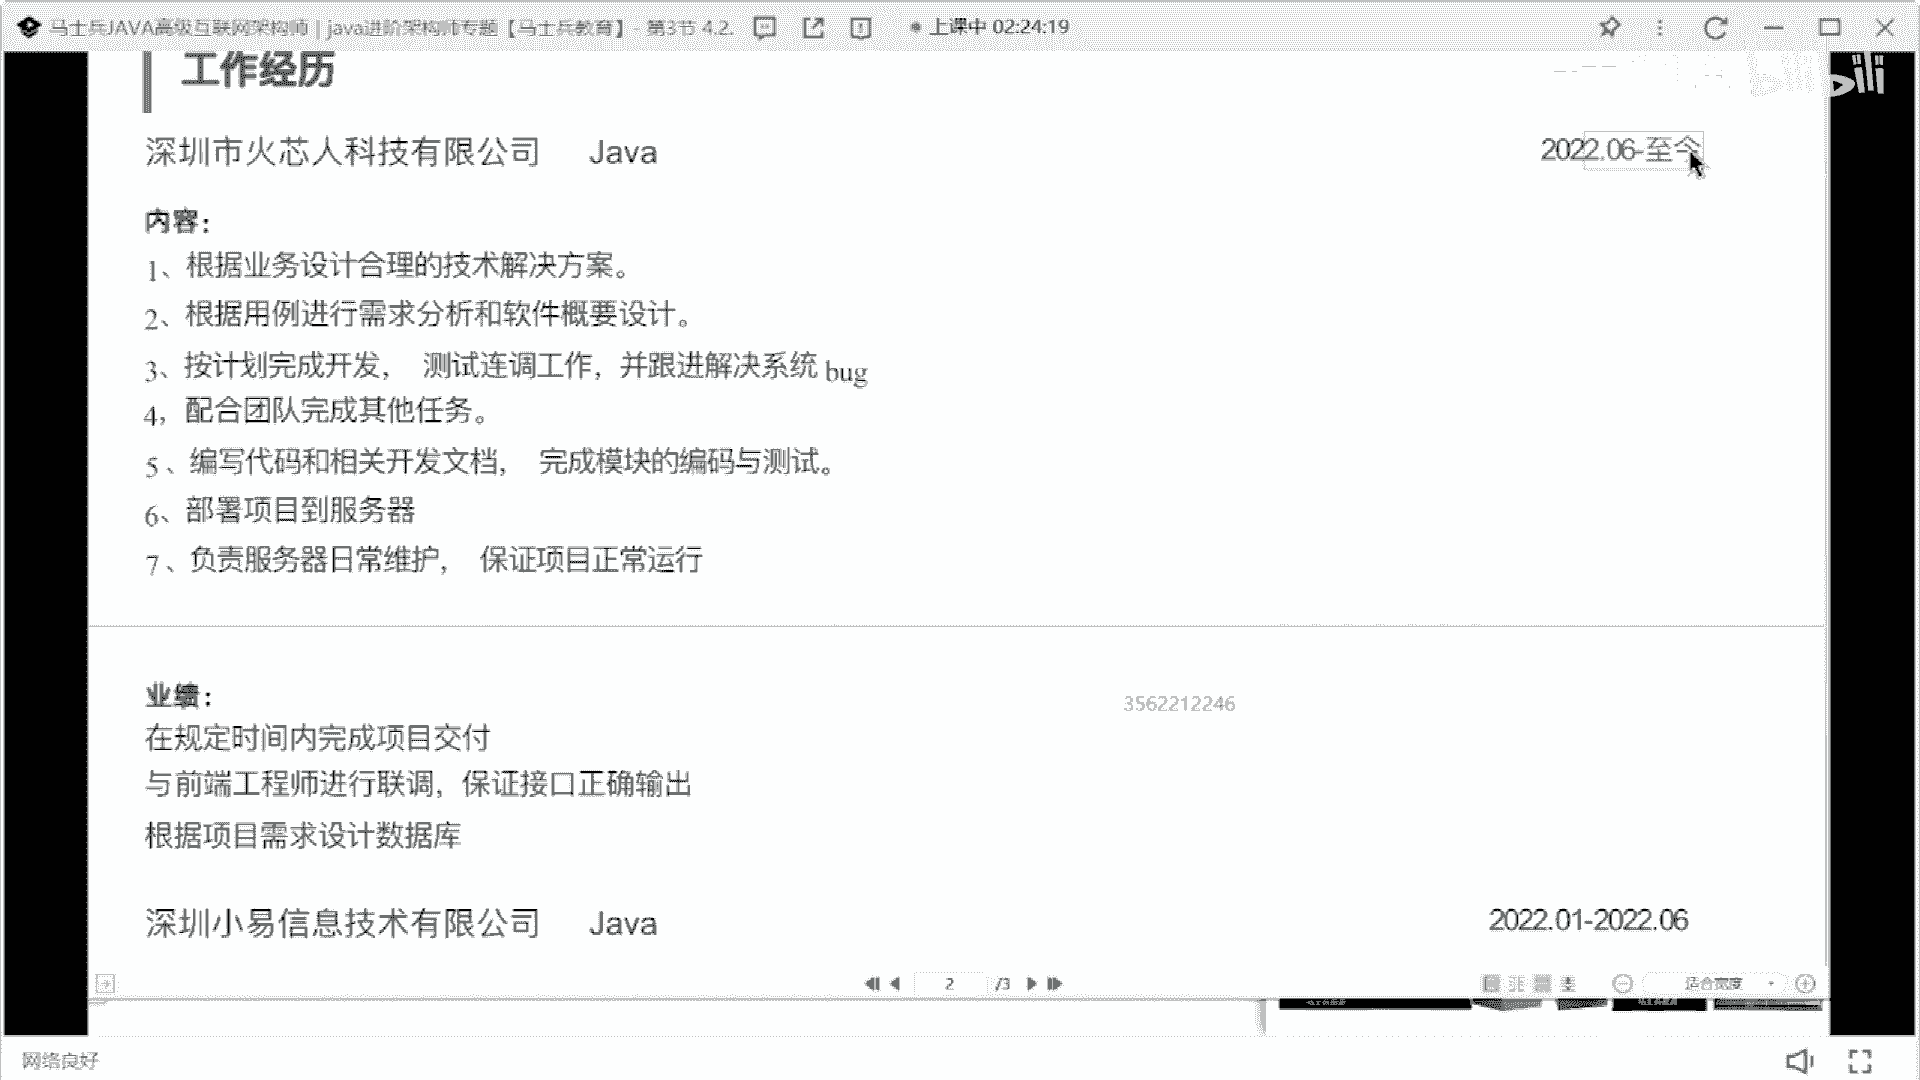 马士兵JAVA高级互联网架构师 | java进阶架构师专题【马士兵教育】- 第3节 4.2. 上课中 02:24:19
工作经历
深圳市火芯人科技有限公司 Java 2022.06-至今
内容：
1、根据业务设计合理的技术解决方案。
2、根据用例进行需求分析和软件概要设计。
3、按计划完成开发， 测试连调工作，并跟进解决系统 bug
4，配合团队完成其他任务。
5、编写代码和相关开发文档， 完成模块的编码与测试。
6、部署项目到服务器
7、负责服务器日常维护， 保证项目正常运行
业绩：
3562212246
在规定时间内完成项目交付
与前端工程师进行联调，保证接口正确输出
根据项目需求设计数据库
深圳小易信息技术有限公司 Java 2022.01-2022.06
2 /3 适合宽度
网络良好